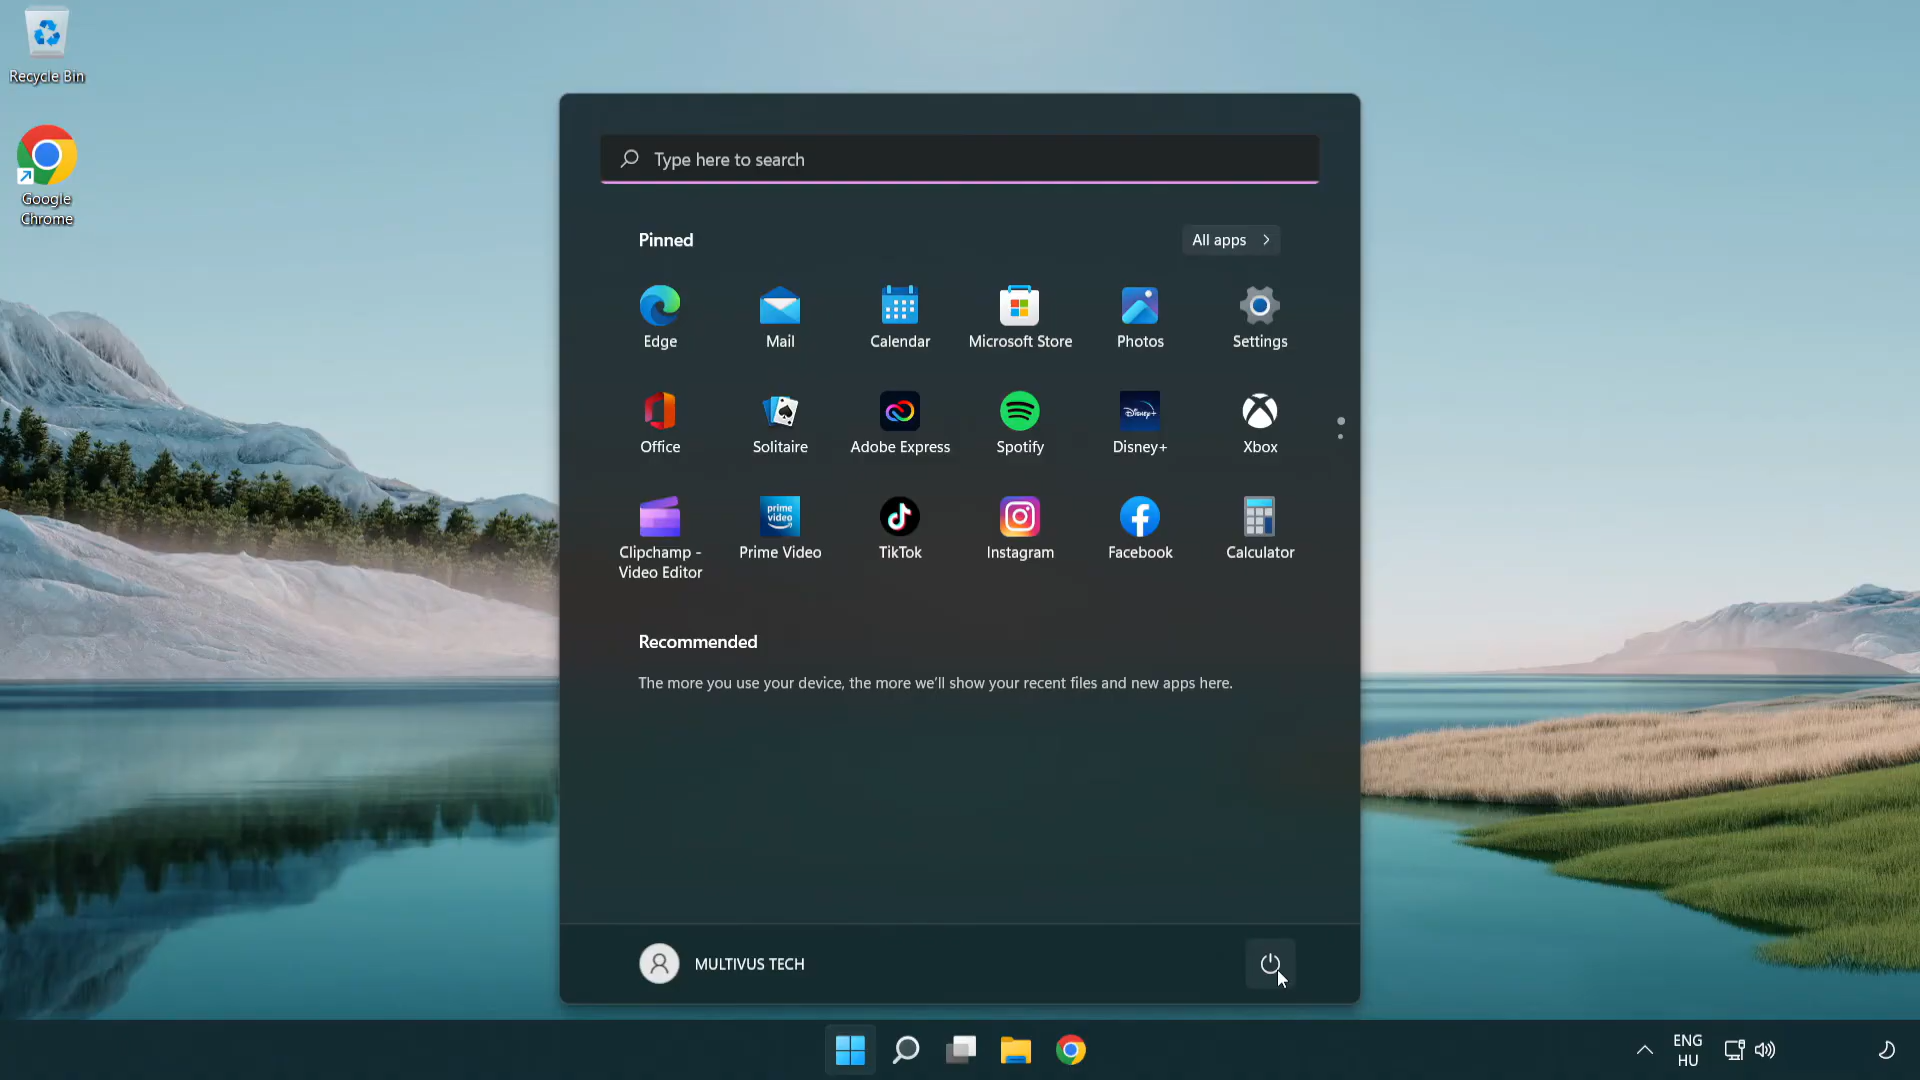 Recycle Bin
Google
Chrome
Type here to search
Pinned
All apps
Edge
Mail
Calendar
Microsoft Store
Photos
Settings
Office
Solitaire
Adobe Express
Spotify
Disney+
Disney+
Xbox
prime
video
Clipchamp -
Video Editor
Prime Video
TikTok
Instagram
Facebook
Calculator
Recommended
The more you use your device, the more we'll show your recent files and new apps here.
MULTIVUS TECH
ENG
HU